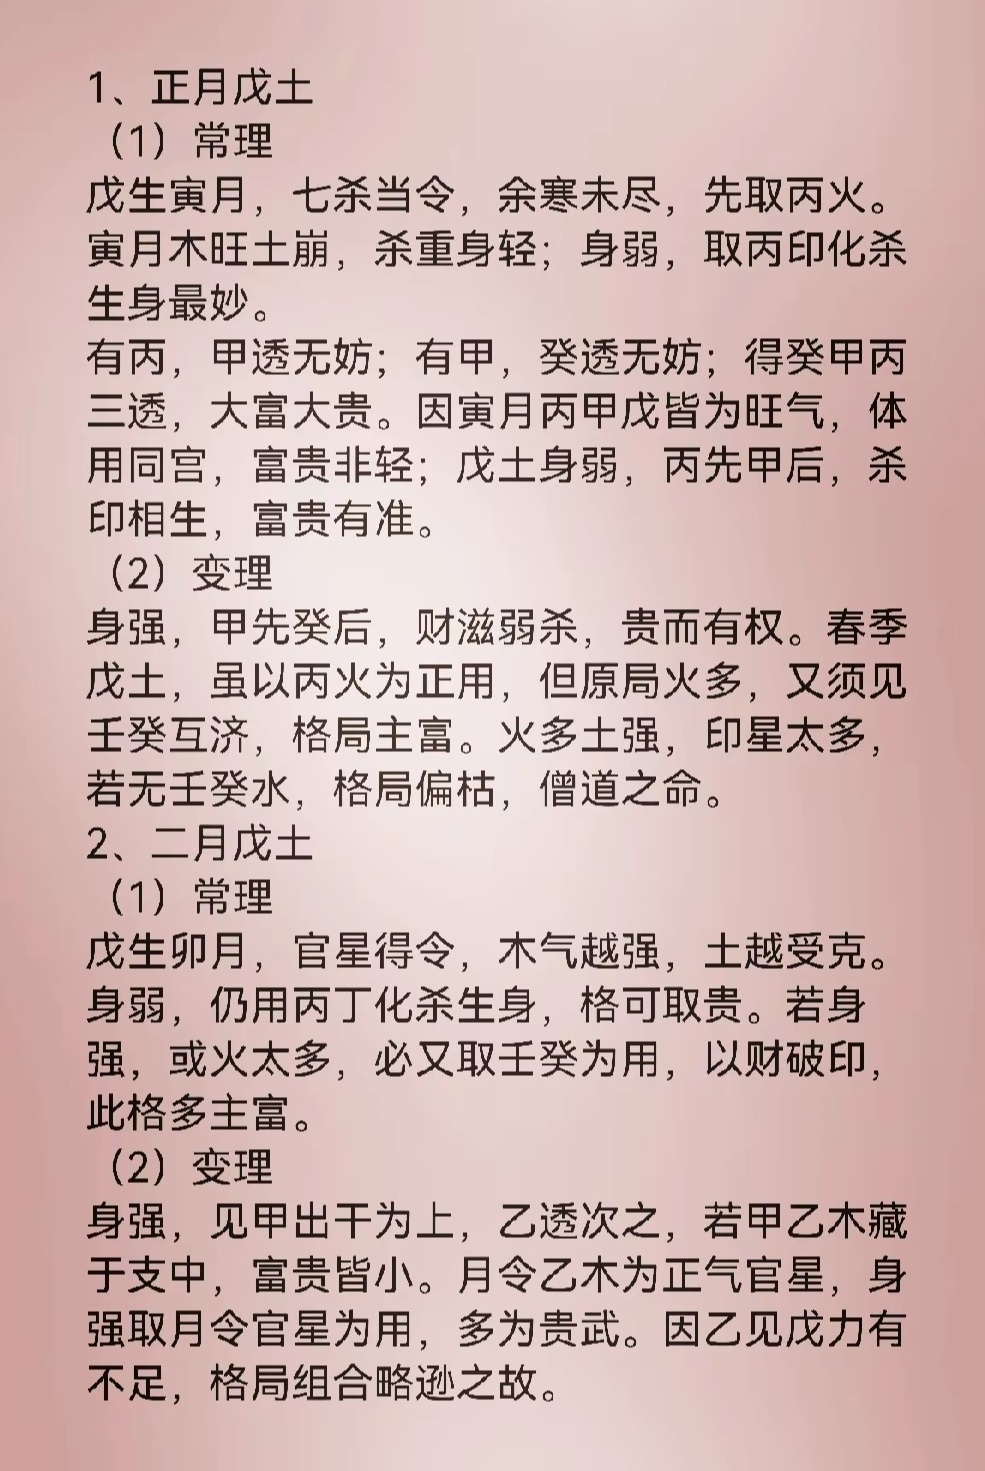 1、正月戊土
（1）常理
戊生寅月，七杀当令，余寒未尽，先取丙火。
寅月木旺土崩，杀重身轻；身弱，取丙印化杀
生身最妙。
有丙，甲透无妨；有甲，癸透无妨；得癸甲丙
三透，大富大贵。因寅月丙甲戊皆为旺气，体
用同宫，富贵非轻；戊土身弱，丙先甲后，杀
印相生，富贵有准。
（2）变理
身强，甲先癸后，财滋弱杀，贵而有权。春季
戊土，虽以丙火为正用，但原局火多，又须见
壬癸互济，格局主富。火多土强，印星太多，
若无壬癸水，格局偏枯，僧道之命。
2、二月戊土
（1）常理
戊生卯月，官星得令，木气越强，土越受克。
身弱，仍用丙丁化杀生身，格可取贵。若身
强，或火太多，必又取壬癸为用，以财破印，
此格多主富。
（2）变理
身强，见甲出干为上，乙透次之，若甲乙木藏
于支中，富贵皆小。月令乙木为正气官星，身
强取月令官星为用，多为贵武。因乙见戊力有
不足，格局组合略逊之故。